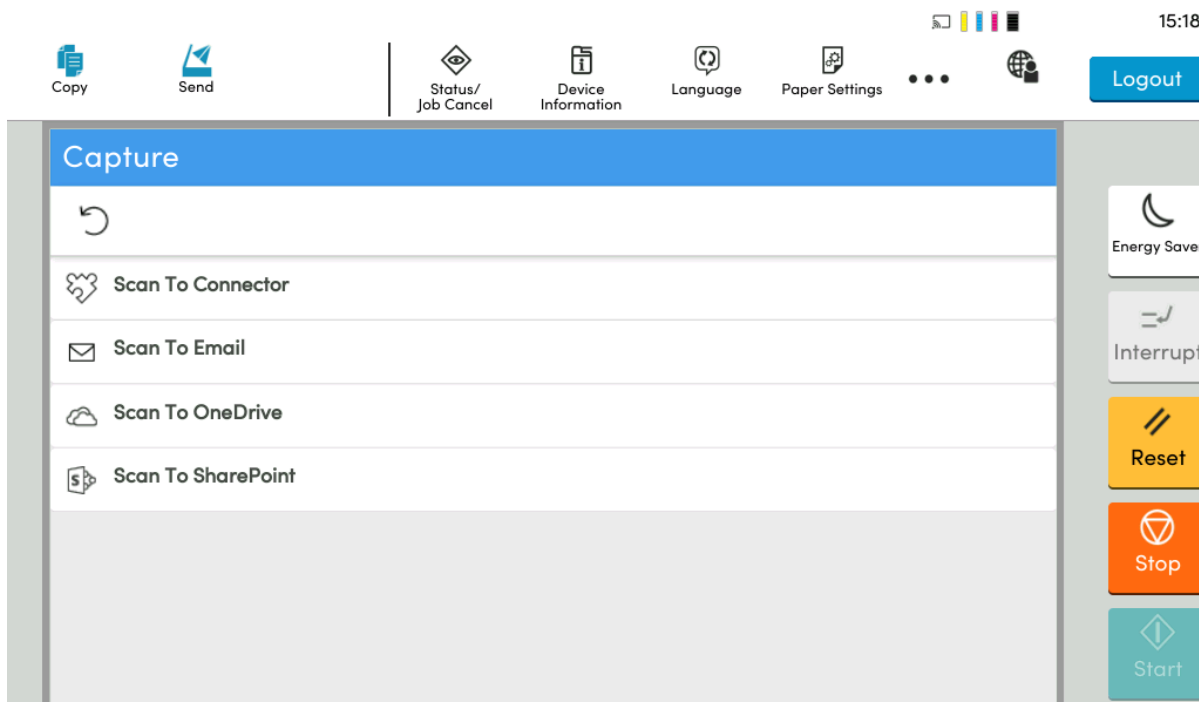 15:18
Copy
Send
Status/
Job Cancel
Device
Information
Language
Paper Settings
Logout
Capture
Energy Save
Scan To Connector
Scan To Email
Interrupt
Scan To OneDrive
Reset
Scan To SharePoint
S
Stop
Start